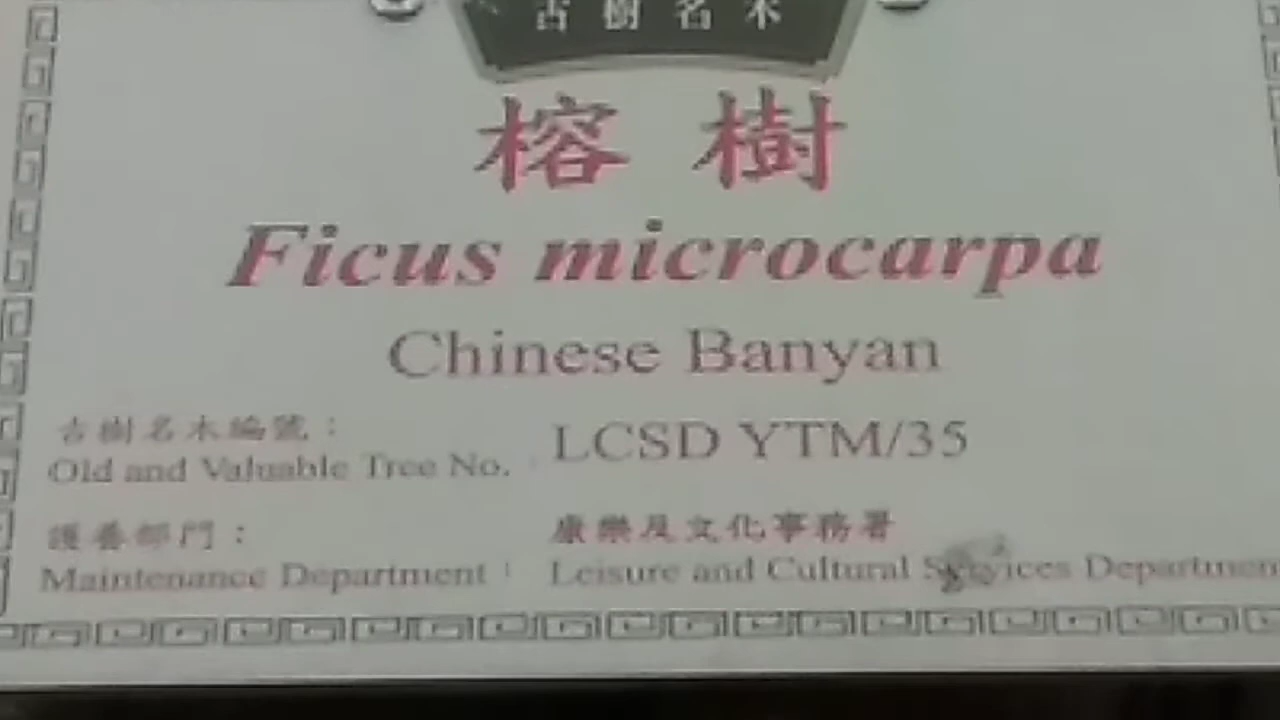 古樹名木
榕樹
Ficus microcarpa
Chinese Banyan
古樹名木編號：
Old and Valuable Tree No.
LCSD YTM/35
護養部門：
康樂及文化事務署
Maintenance Department :
Leisure and Cultural Services Departmen